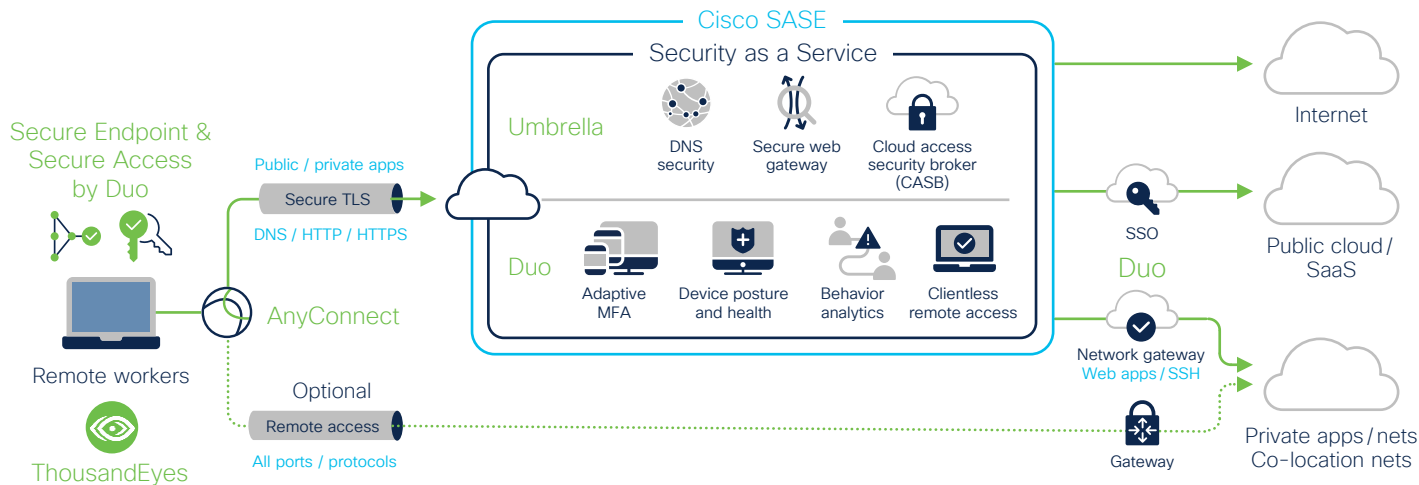 Cisco SASE
Security as a Service
Umbrella
DNS
security
Secure web
gateway
Cloud access
security broker
(CASB)
Duo
Adaptive
MFA
Device posture
and health
Behavior
analytics
Clientless
remote access
Secure Endpoint &
Secure Access
by Duo
Public / private apps
Secure TLS
DNS / HTTP / HTTPS
AnyConnect
Remote workers
ThousandEyes
Optional
Remote access
All ports / protocols
Internet
SSO
Public cloud /
SaaS
Duo
Network gateway
Web apps / SSH
Gateway
Private apps / nets
Co-location nets